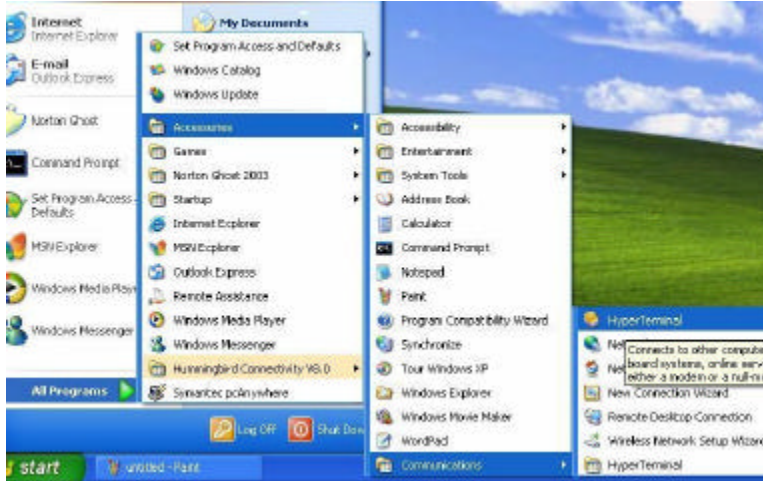 Internet
Internet Explorer
E-mail
Outlook Express
Norton Ghost
Command Prompt
Set Program Access
Defaults
MSN Explorer
Windows Media Play
Windows Messenger
All Programs
My Documents
Set Program Access and Defaults
Windows Catalog
Windows Update
Accessories
Games
Norton Ghost 2003
Startup
Internet Explorer
MSN Explorer
Outlook Express
Remote Assistance
Windows Media Player
Windows Messenger
Hummingbird Connectivity V8.0
Symantec pcAnywhere
Accessibility
Entertainment
System Tools
Address Book
Calculator
Command Prompt
Notepad
Paint
Program Compatibility Wizard
Synchronize
Tour Windows XP
Windows Explorer
Windows Movie Maker
WordPad
Communications
HyperTerminal
Net
Connects to other compute
Net
board systems, online serv
either a modem or a null-m
New Connection Wizard
Remote Desktop Connection
Wireless Network Setup Wizard
HyperTerminal
Log Off
Shut Dow
start
untitled - Paint